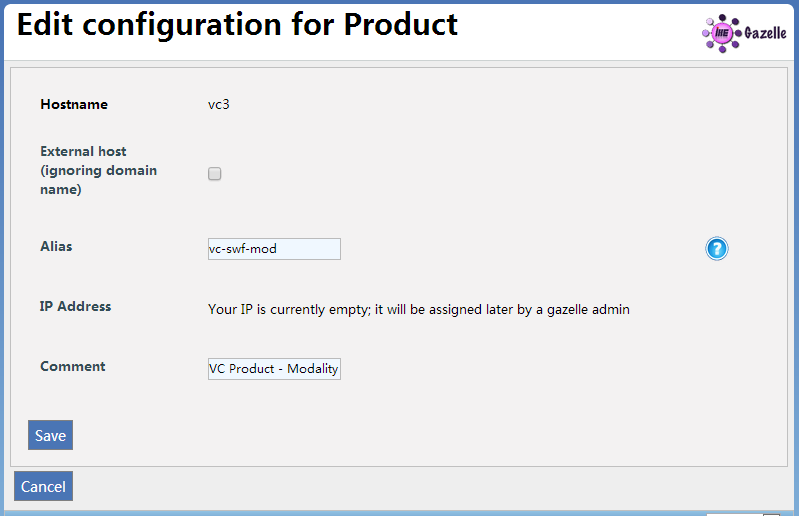 Edit configuration for Product
IHE Gazelle
Hostname vc3
External host
(ignoring domain
name)
Alias vc-swf-mod ?
IP Address Your IP is currently empty; it will be assigned later by a gazelle admin
Comment VC Product - Modality
Save
Cancel